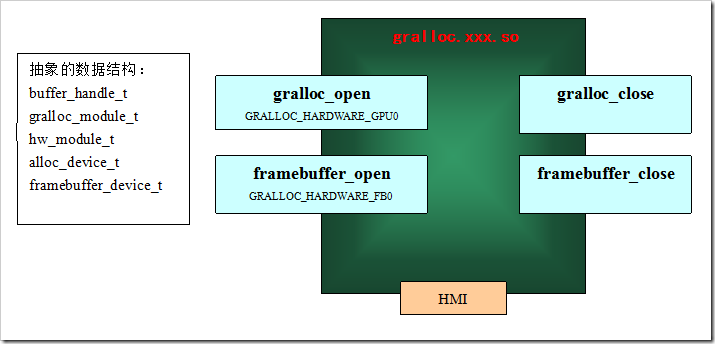 gralloc.xxx.so
抽象的数据结构：
buffer_handle_t
gralloc_module_t
hw_module_t
alloc_device_t
framebuffer_device_t
gralloc_open
GRALLOC_HARDWARE_GPU0
gralloc_close
framebuffer_open
GRALLOC_HARDWARE_FB0
framebuffer_close
HMI